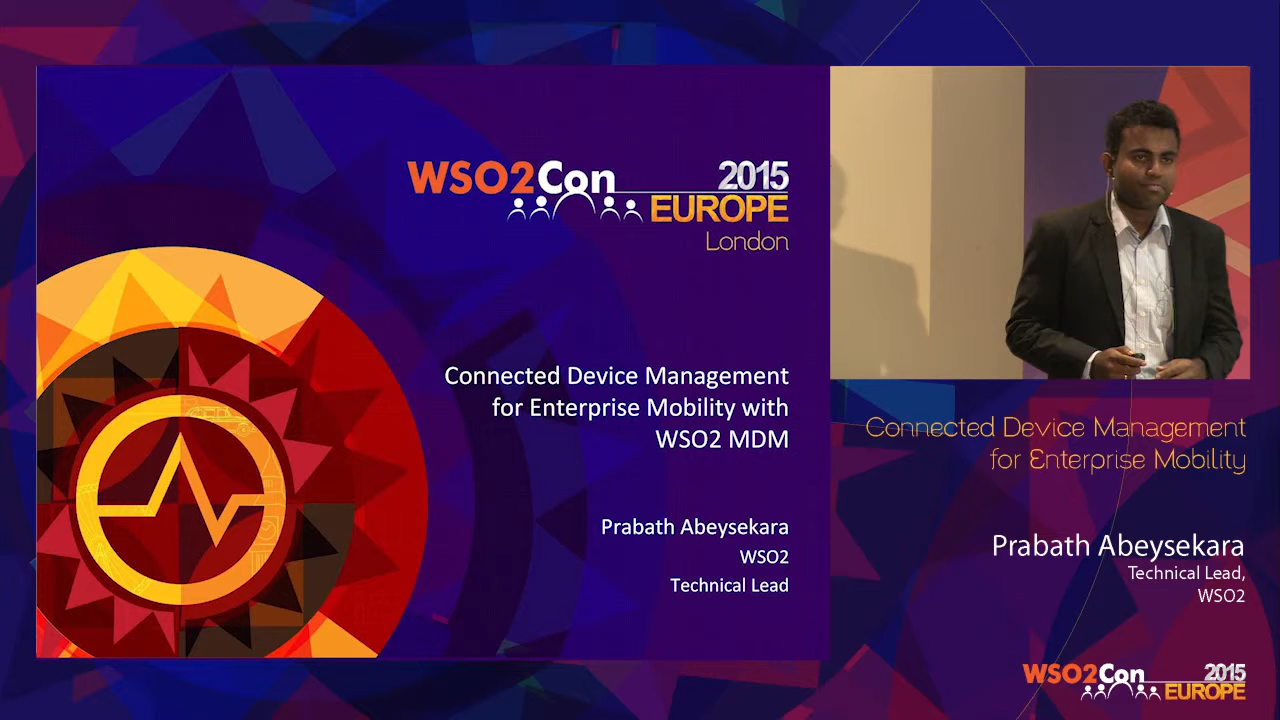 WSO2Con 2015
EUROPE
London
Connected Device Management
for Enterprise Mobility with
WSO2 MDM
Prabath Abeysekara
WSO2
Technical Lead
Connected Device Management
for Enterprise Mobility
Prabath Abeysekara
Technical Lead,
WSO2
WSO2Con 2015
EUROPE